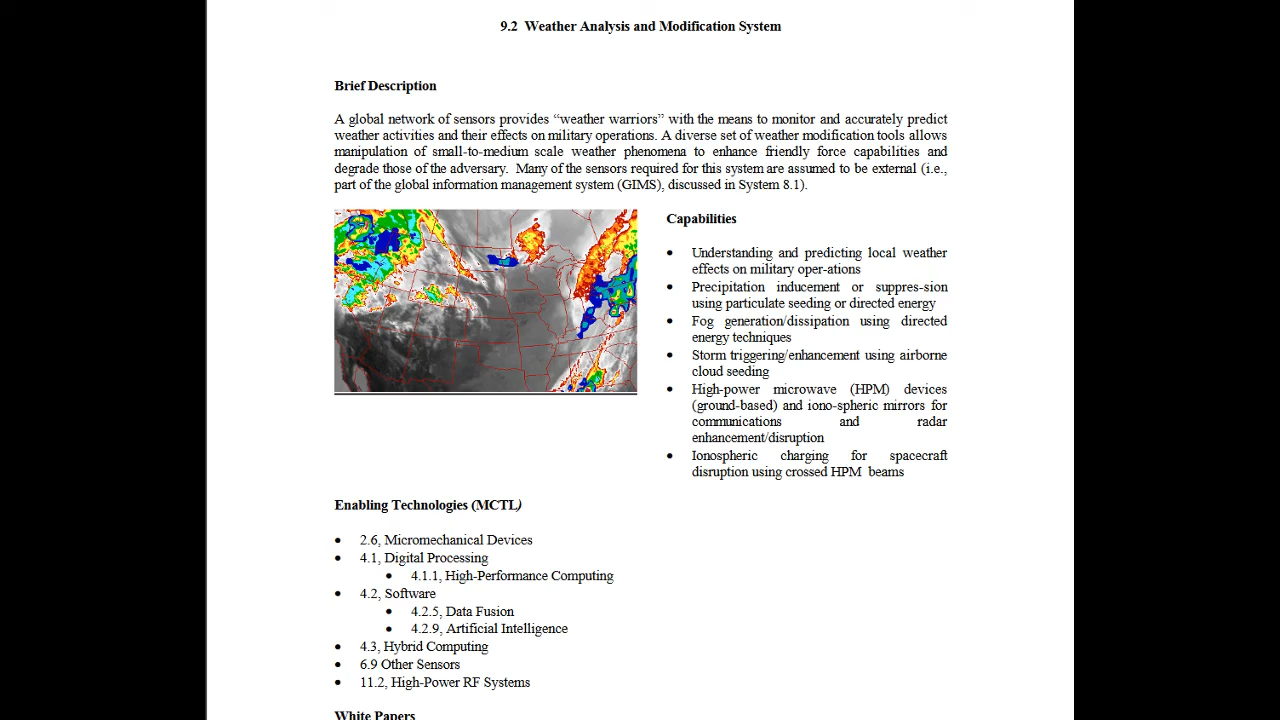 9.2 Weather Analysis and Modification System
Brief Description
A global network of sensors provides “weather warriors” with the means to monitor and accurately predict
weather activities and their effects on military operations. A diverse set of weather modification tools allows
manipulation of small-to-medium scale weather phenomena to enhance friendly force capabilities and
degrade those of the adversary. Many of the sensors required for this system are assumed to be external (i.e.,
part of the global information management system (GIMS), discussed in System 8.1).
Capabilities
• Understanding and predicting local weather
effects on military oper-ations
• Precipitation inducement or suppres-sion
using particulate seeding or directed energy
• Fog generation/dissipation using directed
energy techniques
• Storm triggering/enhancement using airborne
cloud seeding
• High-power microwave (HPM) devices
(ground-based) and iono-spheric mirrors for
communications and radar
enhancement/disruption
• Ionospheric charging for spacecraft
disruption using crossed HPM beams
Enabling Technologies (MCTL)
• 2.6, Micromechanical Devices
• 4.1, Digital Processing
• 4.1.1, High-Performance Computing
• 4.2, Software
• 4.2.5, Data Fusion
• 4.2.9, Artificial Intelligence
• 4.3, Hybrid Computing
• 6.9 Other Sensors
• 11.2, High-Power RF Systems
White Papers